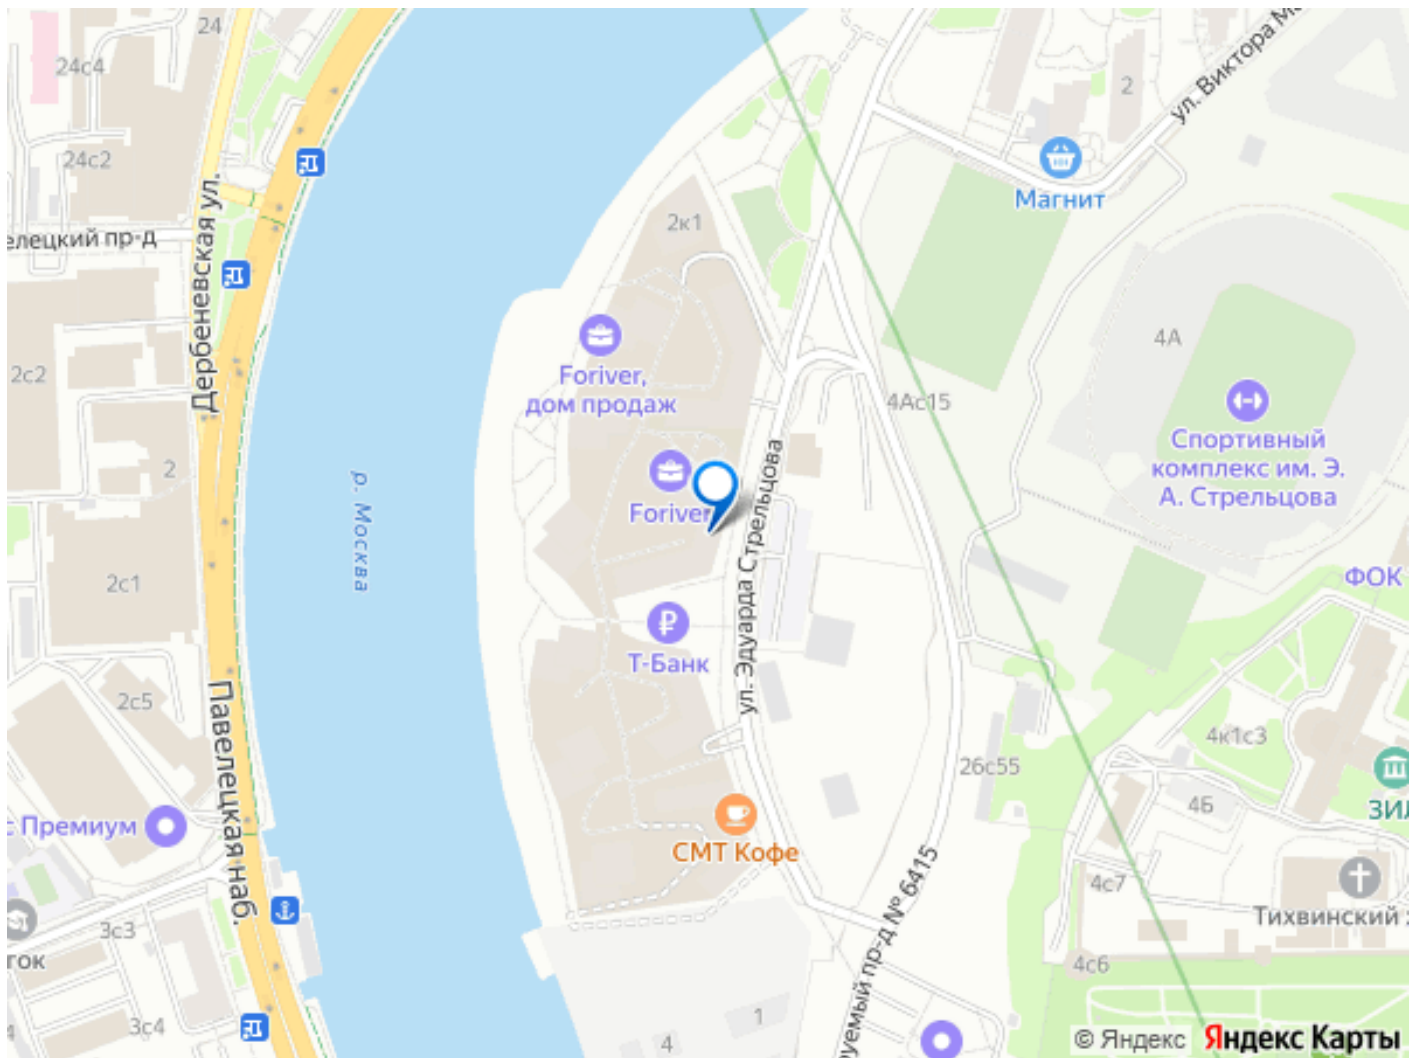 24
24с4
24с2
Дербеневская ул.
елецкий пр-д
2с2
2
2с1
р. Москва
2с5
Павелецкая наб.
с Премиум
3с3
ток
3с4
4
2к1
Foriver,
дом продаж
Foriver
Т-Банк
ул. Эдуарда Стрельцова
СМТ Кофе
2
ул. Виктора М
Магнит
4А
4Ас15
Спортивный
комплекс им. Э.
А. Стрельцова
ФОК
4к1с3
26с55
4Б
ЗИЛ
4с7
Тихвинский
4с6
руемый пр-д № 6415
1
4
© Яндекс Яндекс Карты